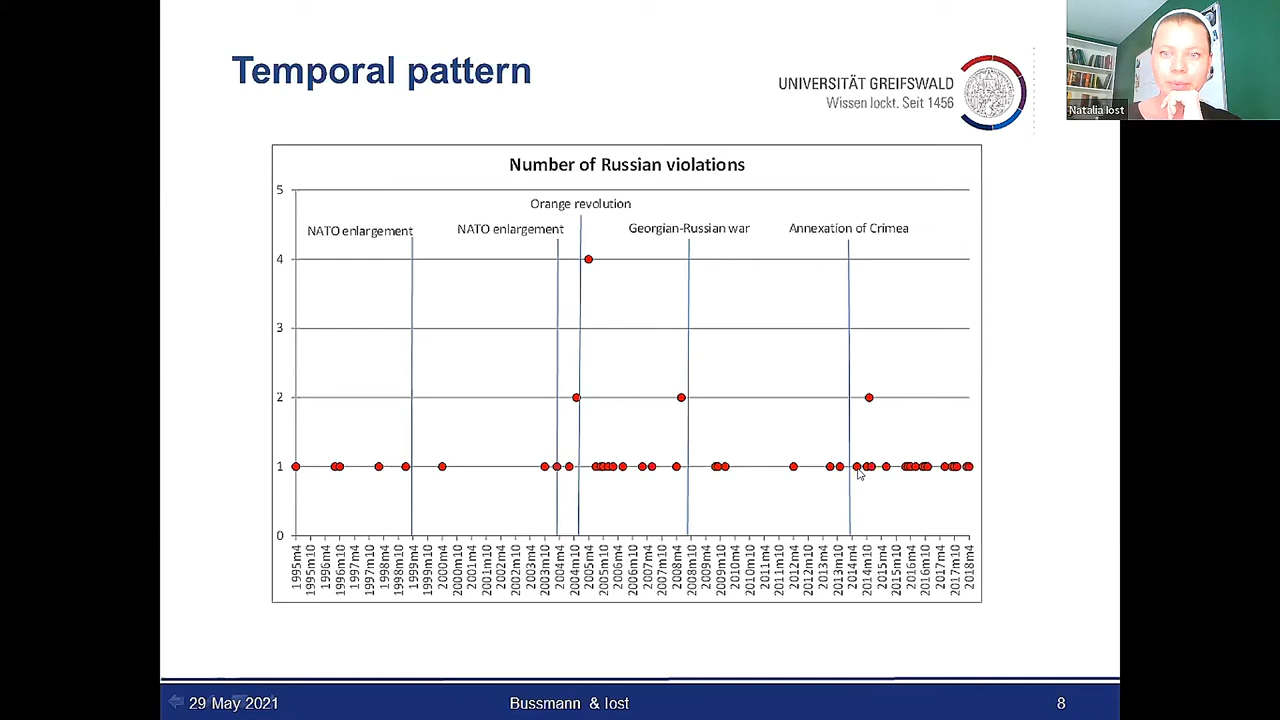 Temporal pattern
UNIVERSITÄT GREIFSWALD
Wissen lockt. Seit 1456
Natalia Iost
Number of Russian violations
5
4
3
2
1
0
Orange revolution
NATO enlargement
NATO enlargement
Georgian-Russian war
Annexation of Crimea
1995m4
1995m10
1996m4
1996m10
1997m4
1997m10
1998m4
1998m10
1999m4
1999m10
2000m4
2000m10
2001m4
2001m10
2002m4
2002m10
2003m4
2003m10
2004m4
2004m10
2005m4
2005m10
2006m4
2006m10
2007m4
2007m10
2008m4
2008m10
2009m4
2009m10
2010m4
2010m10
2011m4
2011m10
2012m4
2012m10
2013m4
2013m10
2014m4
2014m10
2015m4
2015m10
2016m4
2016m10
2017m4
2017m10
2018m4
29 May 2021
Bussmann & Iost
8